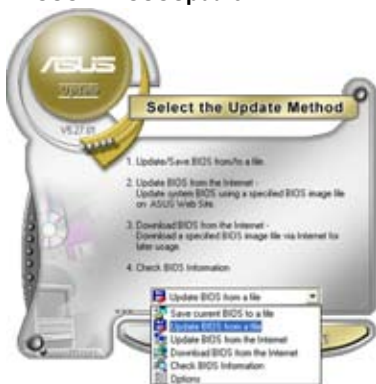 ASUS
Update
Select the Update Method
V5.27.01
1. Update/Save BIOS from/to a file.
2. Update BIOS from the Internet -
Update system BIOS using a specified BIOS image file
on ASUS Web Site.
3. Download BIOS from the Internet -
Download a specified BIOS image file via Internet for
later usage.
4. Check BIOS Information
Update BIOS from a file
Save current BIOS to a file
Update BIOS from a file
Update BIOS from the Internet
Download BIOS from the Internet
Check BIOS Information
Options